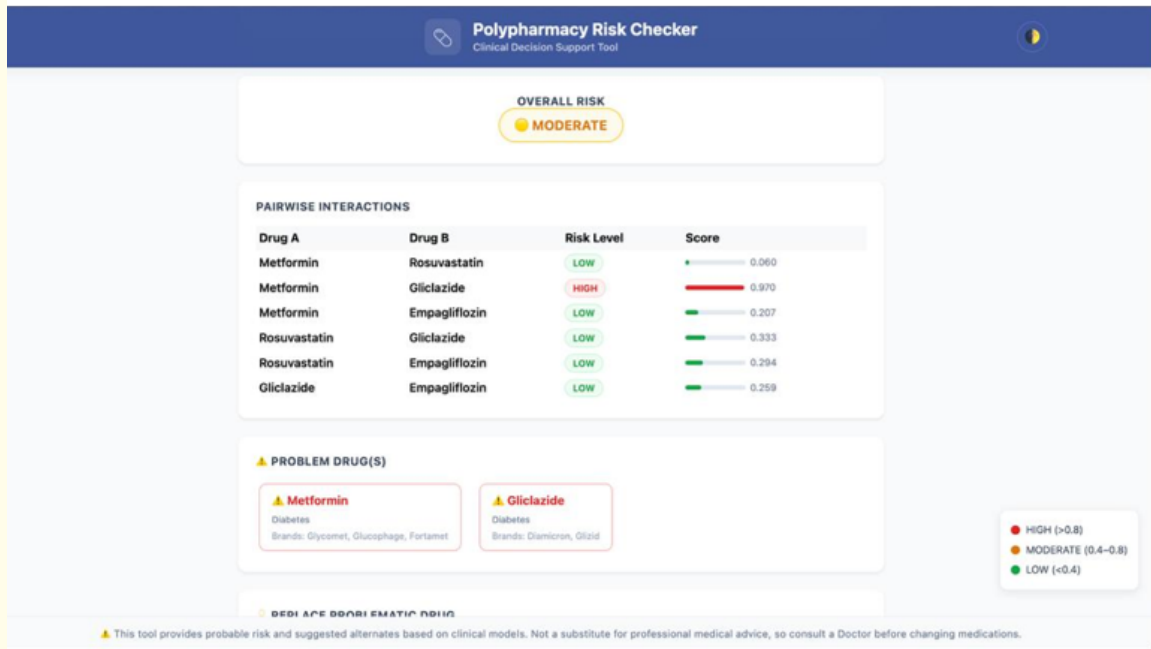 Polypharmacy Risk Checker
Clinical Decision Support Tool
OVERALL RISK
MODERATE
PAIRWISE INTERACTIONS
Drug A Drug B Risk Level Score
Metformin Rosuvastatin LOW 0.060
Metformin Gliclazide HIGH 0.970
Metformin Empagliflozin LOW 0.207
Rosuvastatin Gliclazide LOW 0.333
Rosuvastatin Empagliflozin LOW 0.294
Gliclazide Empagliflozin LOW 0.259
PROBLEM DRUG(S)
Metformin
Diabetes
Brands: Glycomet, Glucophage, Fortamet
Gliclazide
Diabetes
Brands: Diamicron, Glizid
HIGH (>0.8)
MODERATE (0.4–0.8)
LOW (<0.4)
REPLACE PROBLEMATIC DRUG
This tool provides probable risk and suggested alternates based on clinical models. Not a substitute for professional medical advice, so consult a Doctor before changing medications.